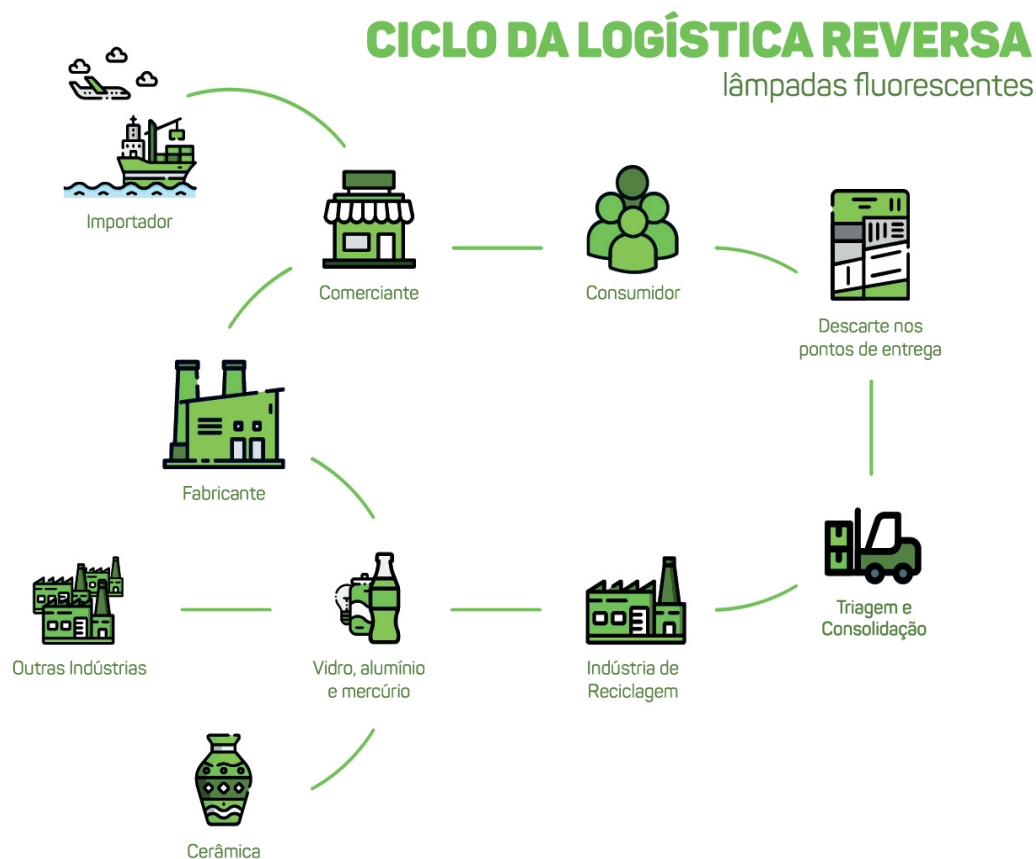 CICLO DA LOGÍSTICA REVERSA
lâmpadas fluorescentes
Importador
Comerciante
Consumidor
Descarte nos
pontos de entrega
Fabricante
Triagem e
Consolidação
Outras Indústrias
Vidro, alumínio
e mercúrio
Indústria de
Reciclagem
Cerâmica